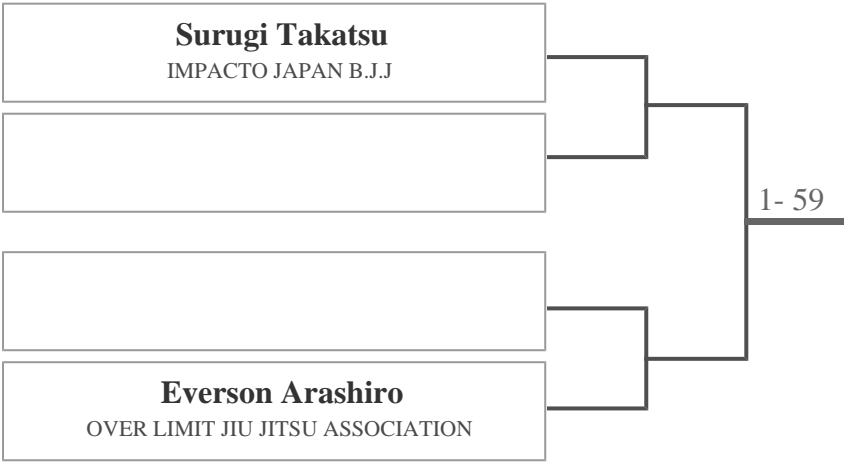 Surugi Takatsu
IMPACTO JAPAN B.J.J
1- 59
Everson Arashiro
OVER LIMIT JIU JITSU ASSOCIATION